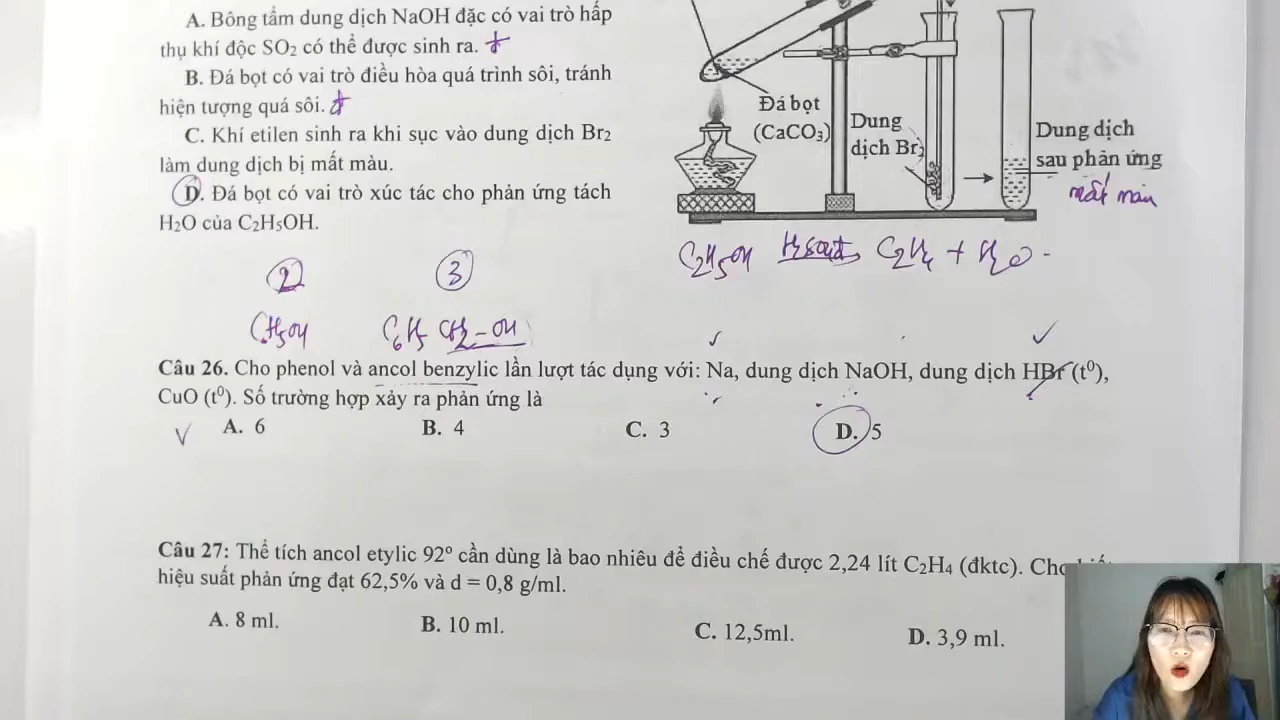 A. Bông tẩm dung dịch NaOH đặc có vai trò hấp
thụ khí độc SO₂ có thể được sinh ra.
B. Đá bọt có vai trò điều hòa quá trình sôi, tránh
hiện tượng quá sôi.
C. Khí etilen sinh ra khi sục vào dung dịch Br₂
làm dung dịch bị mất màu.
D. Đá bọt có vai trò xúc tác cho phản ứng tách
H₂O của C₂H₅OH.
Đá bọt
(CaCO₃)
Dung
dịch Br₂
Dung dịch
sau phản ứng
mất màu
C₂H₅OH H₂SO₄đ C₂H₄ + H₂O
2 3
C₆H₅OH C₆H₅ CH₂-OH
Câu 26. Cho phenol và ancol benzylic lần lượt tác dụng với: Na, dung dịch NaOH, dung dịch HBr (t⁰),
CuO (t⁰). Số trường hợp xảy ra phản ứng là
A. 6 B. 4 C. 3 D. 5
Câu 27: Thể tích ancol etylic 92⁰ cần dùng là bao nhiêu để điều chế được 2,24 lít C₂H₄ (đktc).
hiệu suất phản ứng đạt 62,5% và d = 0,8 g/ml.
A. 8 ml. B. 10 ml. C. 12,5ml. D. 3,9 ml.